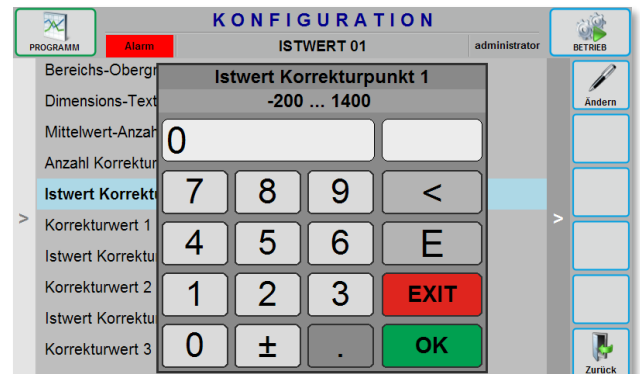 KONFIGURATION
PROGRAMM
Alarm
ISTWERT 01
administrator
BETRIEB
Bereichs-Obergr
Dimensions-Text
Mittelwert-Anzah
Anzahl Korrektur
Istwert Korrektu
Korrekturwert 1
Istwert Korrektu
Korrekturwert 2
Istwert Korrektu
Korrekturwert 3
>
Istwert Korrekturpunkt 1
-200 ... 1400
0
7 8 9 <
4 5 6 E
1 2 3 EXIT
0 ± . OK
>
Ändern
Zurück